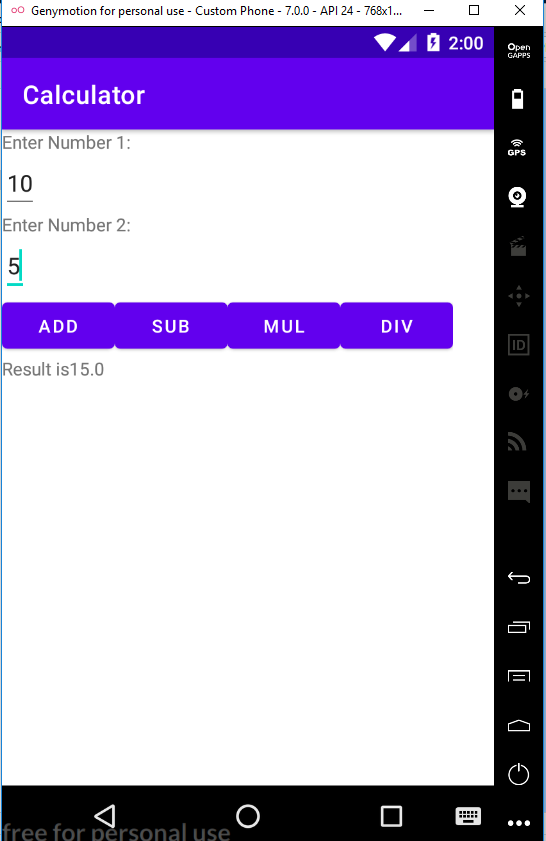 Genymotion for personal use - Custom Phone - 7.0.0 - API 24 - 768x1...
Open
GAPPS
2:00
Calculator
GPS
Enter Number 1:
10
Enter Number 2:
5
ADD SUB MUL DIV
ID
Result is15.0
free for personal use